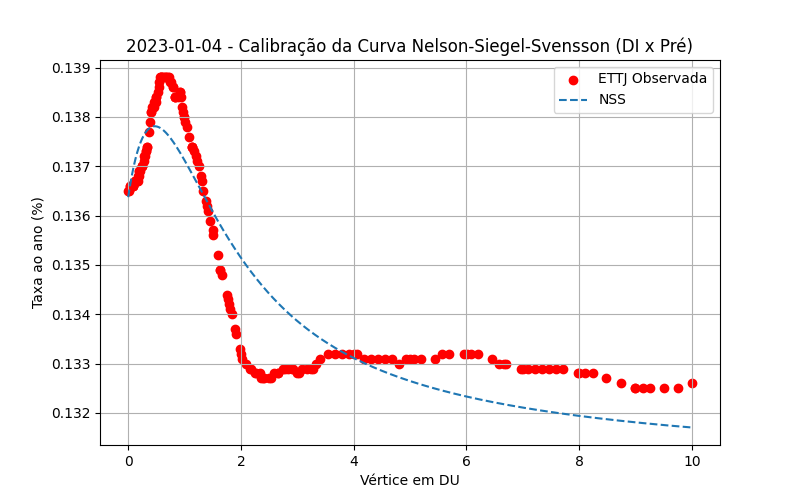 2023-01-04 - Calibração da Curva Nelson-Siegel-Svensson (DI x Pré)
ETTJ Observada
NSS
Taxa ao ano (%)
0.139
0.138
0.137
0.136
0.135
0.134
0.133
0.132
0 2 4 6 8 10
Vértice em DU